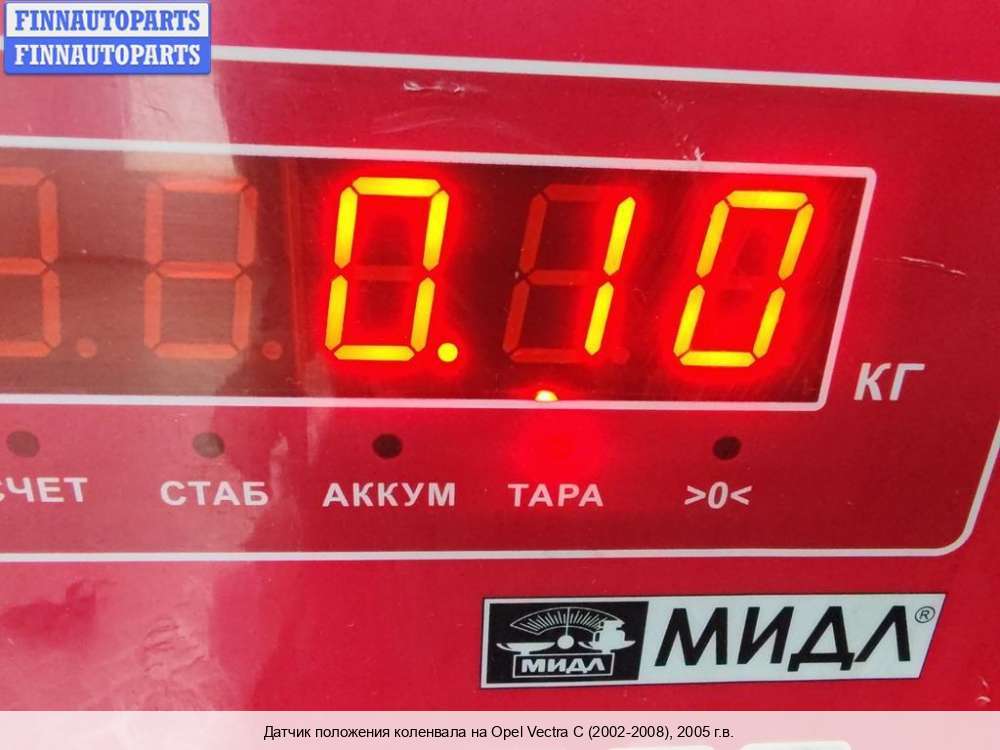 FINNAUTOPARTS
FINNAUTOPARTS
0.10
КГ
СЧЕТ СТАБ АККУМ ТАРА >0<
МИДЛ МИДЛ®
Датчик положения коленвала на Opel Vectra C (2002-2008), 2005 г.в.